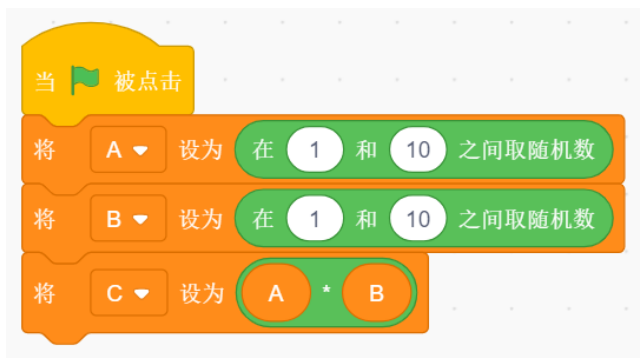 当 被点击
将 A 设为 在 1 和 10 之间取随机数
将 B 设为 在 1 和 10 之间取随机数
将 C 设为 A * B